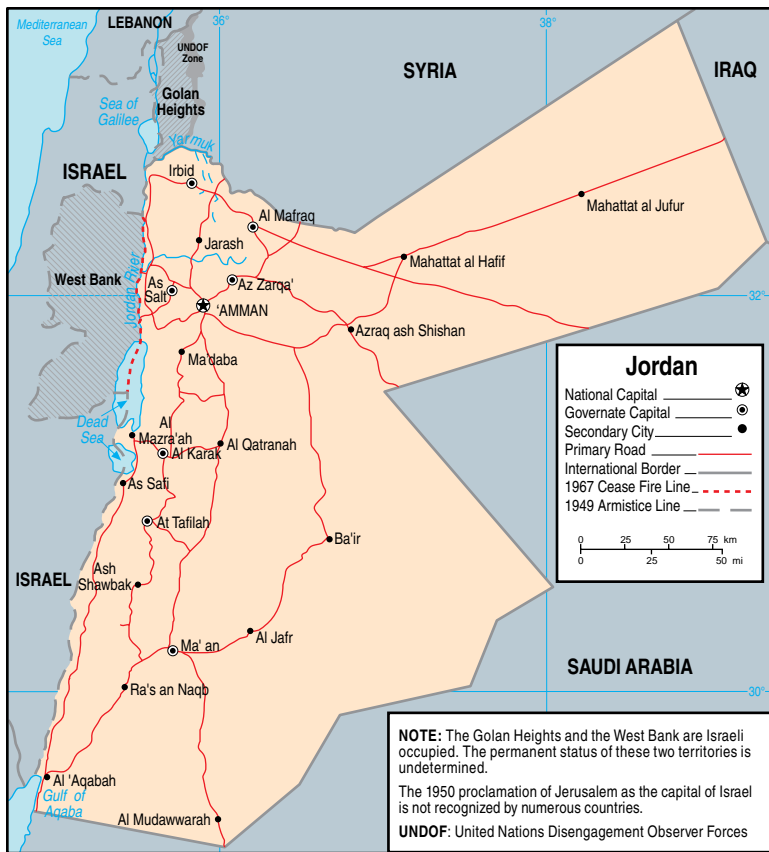 36°
38°
Mediterranean
Sea
LEBANON
UNDOF
Zone
Golan
Heights
SYRIA
IRAQ
Sea of
Galilee
Yarmuk
ISRAEL
Irbid
Al Mafraq
Mahattat al Jufur
Jarash
Mahattat al Hafif
West Bank
Jordan River
As
Salt
Az Zarqa'
32°
'AMMAN
Azraq ash Shishan
Ma'daba
Dead
Sea
Al
Mazra'ah
Al Karak
Al Qatranah
As Safi
At Tafilah
Ba'ir
Ash
Shawbak
ISRAEL
Ma' an
Al Jafr
SAUDI ARABIA
Ra's an Naqb
30°
Al 'Aqabah
Gulf of
Aqaba
Al Mudawwarah
Jordan
National Capital
Governate Capital
Secondary City
Primary Road
International Border
1967 Cease Fire Line
1949 Armistice Line
0 25 50 75 km
0 25 50 mi
NOTE: The Golan Heights and the West Bank are Israeli
occupied. The permanent status of these two territories is
undetermined.
The 1950 proclamation of Jerusalem as the capital of Israel
is not recognized by numerous countries.
UNDOF: United Nations Disengagement Observer Forces